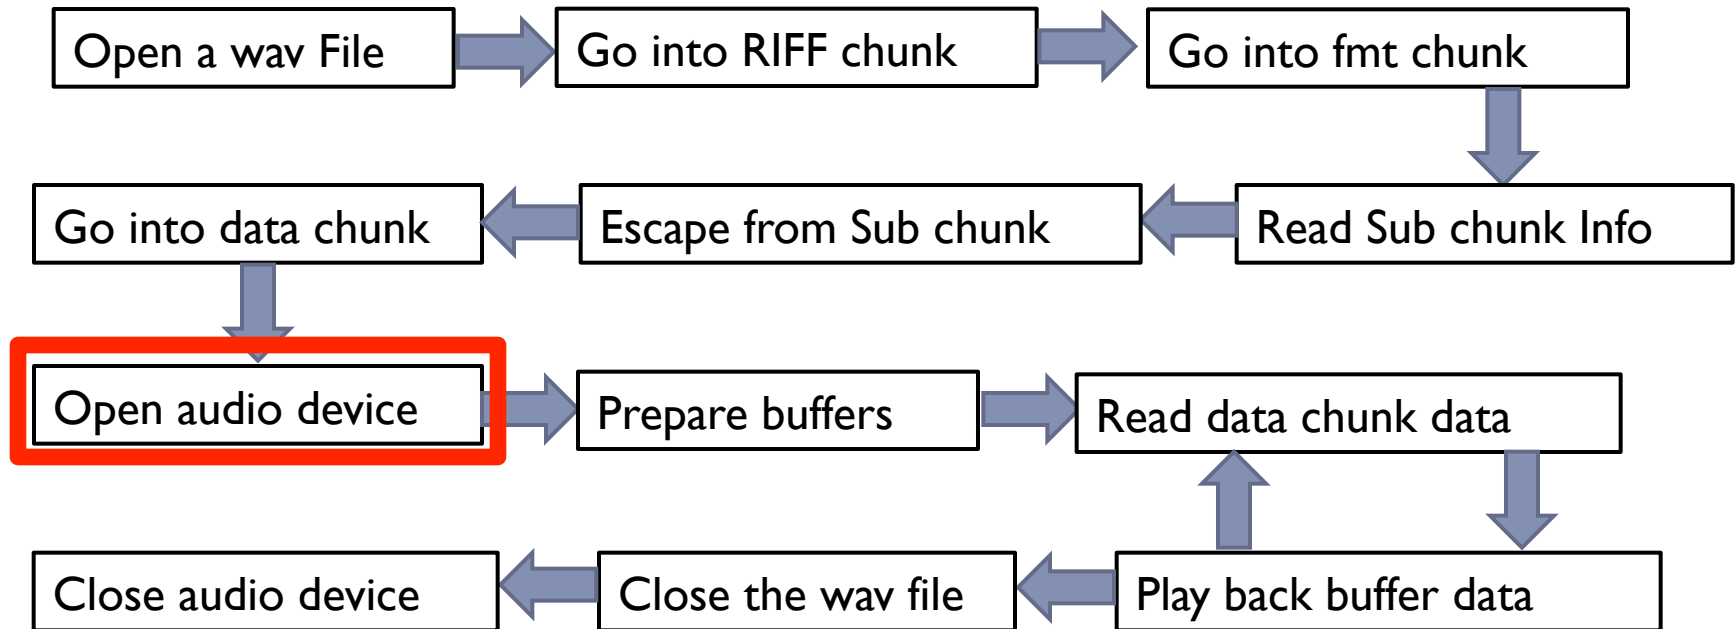 Open a wav File
Go into RIFF chunk
Go into fmt chunk
Read Sub chunk Info
Escape from Sub chunk
Go into data chunk
Open audio device
Prepare buffers
Read data chunk data
Play back buffer data
Close the wav file
Close audio device